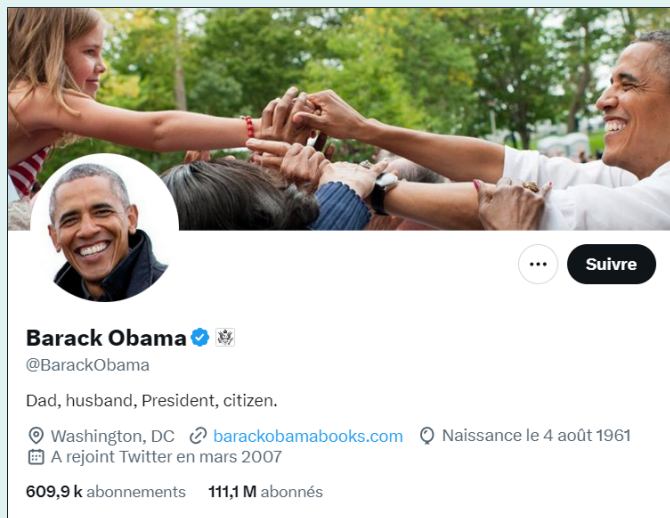 Suivre
Barack Obama
@BarackObama
Dad, husband, President, citizen.
Washington, DC barackobamabooks.com Naissance le 4 août 1961
A rejoint Twitter en mars 2007
609,9 k abonnements 111,1 M abonnés